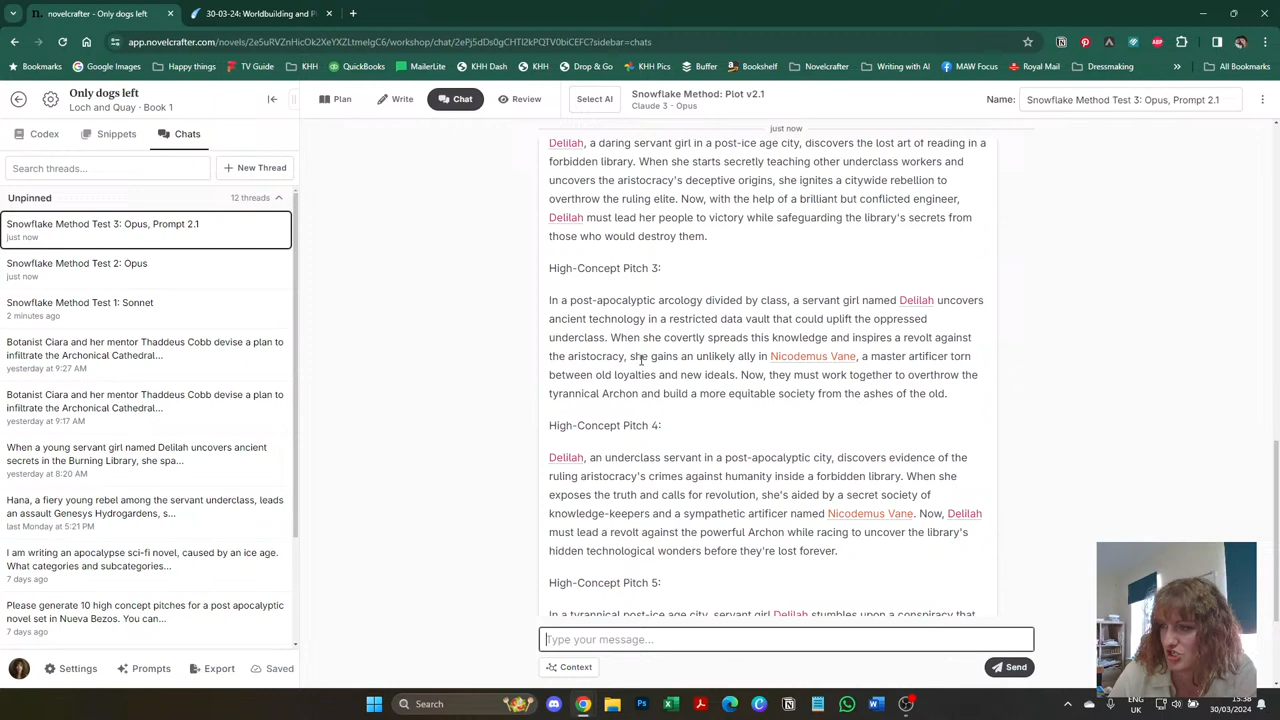 novelcrafter - Only dogs left
30-03-24: Worldbuilding and P
app.novelcrafter.com/novels/2e5uRVZnHicOk2XeYXZLtmelgC6/workshop/chat/2ePj5dDs0gCHTI2kPQTV0biCEFC?sidebar=chats
Bookmarks Google Images Happy things TV Guide KHH QuickBooks MailerLite KHH Drop & Go KHH Pics Buffer Bookshelf Novelcrafter Writing with AI MAW Focus Royal Mail Dressmaking All Bookmarks
Only dogs left
Loch and Quay - Book 1
Plan Write Chat Review
Select AI
Snowflake Method: Plot v2.1
Claude 3 - Opus
Name: Snowflake Method Test 3: Opus, Prompt 2.1
Codex Snippets Chats
Search threads...
New Thread
Unpinned 12 threads
Snowflake Method Test 3: Opus, Prompt 2.1
just now
Snowflake Method Test 2: Opus
just now
Snowflake Method Test 1: Sonnet
2 minutes ago
Botanist Ciara and her mentor Thaddeus Cobb devise a plan to
infiltrate the Archonical Cathedral...
yesterday at 9:27 AM
Botanist Ciara and her mentor Thaddeus Cobb devise a plan to
infiltrate the Archonical Cathedral...
yesterday at 9:17 AM
When a young servant girl named Delilah uncovers ancient
secrets in the Burning Library, she spa...
yesterday at 8:20 AM
Hana, a fiery young rebel among the servant underclass, leads
an assault Genesys Hydrogardens, s...
last Monday at 5:21 PM
I am writing an apocalypse sci-fi novel, caused by an ice age.
What categories and subcategories...
7 days ago
Please generate 10 high concept pitches for a post apocalyptic
novel set in Nueva Bezos. You can...
7 days ago
Settings Prompts Export Saved
just now
Delilah, a daring servant girl in a post-ice age city, discovers the lost art of reading in a
forbidden library. When she starts secretly teaching other underclass workers and
uncovers the aristocracy's deceptive origins, she ignites a citywide rebellion to
overthrow the ruling elite. Now, with the help of a brilliant but conflicted engineer,
Delilah must lead her people to victory while safeguarding the library's secrets from
those who would destroy them.
High-Concept Pitch 3:
In a post-apocalyptic arcology divided by class, a servant girl named Delilah uncovers
ancient technology in a restricted data vault that could uplift the oppressed
underclass. When she covertly spreads this knowledge and inspires a revolt against
the aristocracy, she gains an unlikely ally in Nicodemus Vane, a master artificer torn
between old loyalties and new ideals. Now, they must work together to overthrow the
tyrannical Archon and build a more equitable society from the ashes of the old.
High-Concept Pitch 4:
Delilah, an underclass servant in a post-apocalyptic city, discovers evidence of the
ruling aristocracy's crimes against humanity inside a forbidden library. When she
exposes the truth and calls for revolution, she's aided by a secret society of
knowledge-keepers and a sympathetic artificer named Nicodemus Vane. Now, Delilah
must lead a revolt against the powerful Archon while racing to uncover the library's
hidden technological wonders before they're lost forever.
High-Concept Pitch 5:
In a tyrannical post-ice age city, servant girl Delilah stumbles upon a conspiracy that
Type your message...
Context
Send
Search
ENG
UK
15:38
30/03/2024